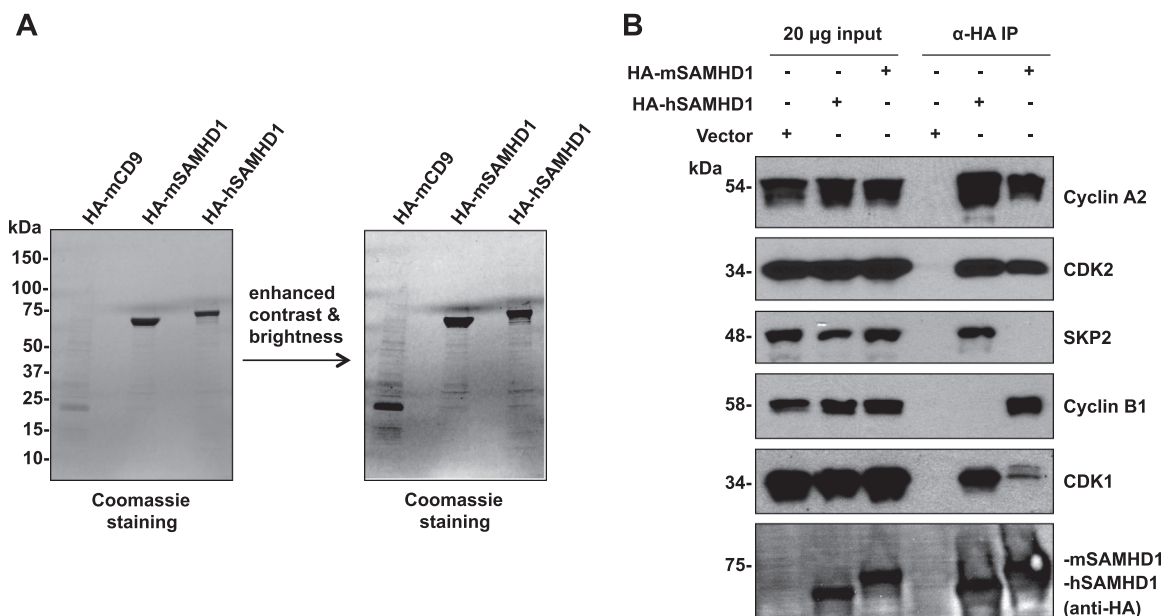 A
HA-mCD9
HA-mSAMHD1
HA-hSAMHD1
HA-mCD9
HA-mSAMHD1
HA-hSAMHD1
kDa
150-
100-
75-
50-
37-
25-
15-
10-
enhanced
contrast &
brightness
Coomassie
staining
Coomassie
staining
B
20 µg input
α-HA IP
HA-mSAMHD1 - - + - - +
HA-hSAMHD1 - + - - + -
Vector + - - + - -
kDa
54-
Cyclin A2
34-
CDK2
48-
SKP2
58-
Cyclin B1
34-
CDK1
75-
-mSAMHD1
-hSAMHD1
(anti-HA)